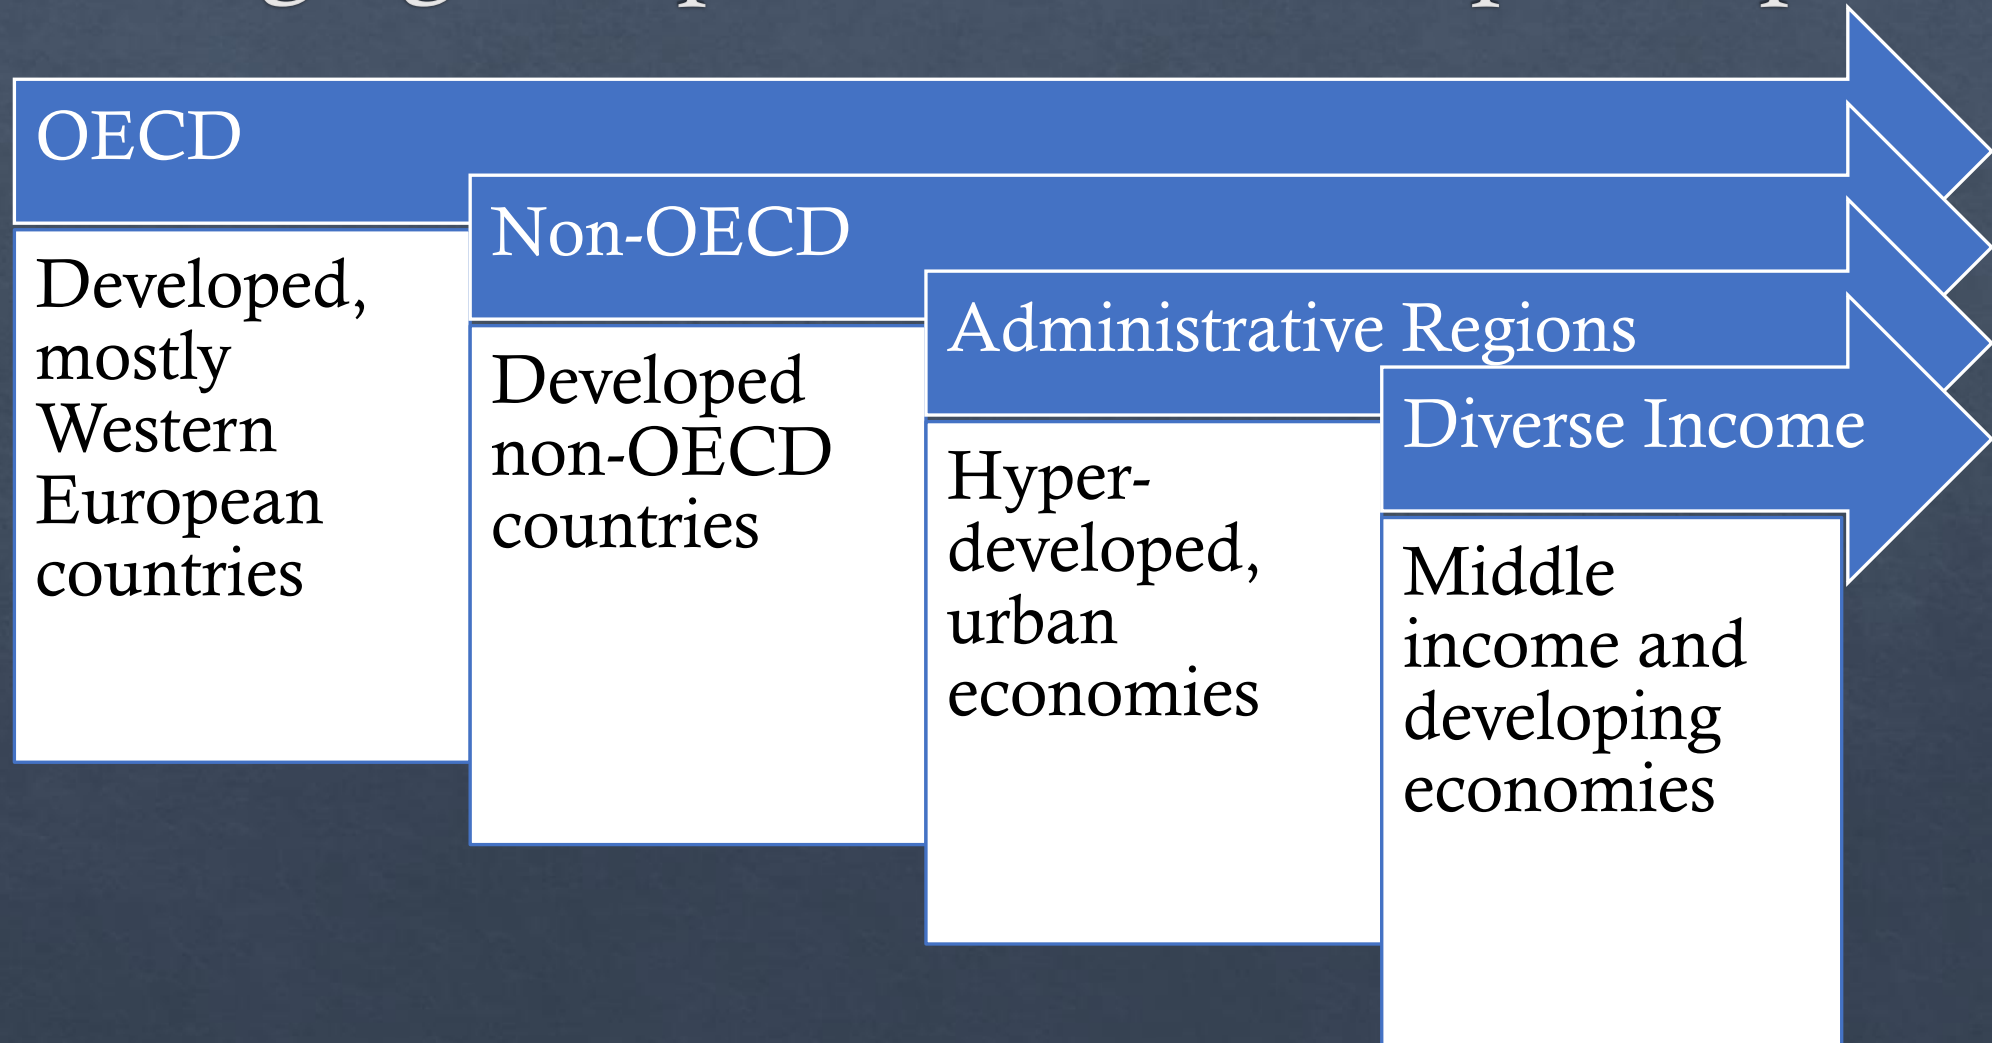 OECD
Developed,
mostly
Western
European
countries
Non-OECD
Developed
non-OECD
countries
Administrative Regions
Hyper-
developed,
urban
economies
Diverse Income
Middle
income and
developing
economies